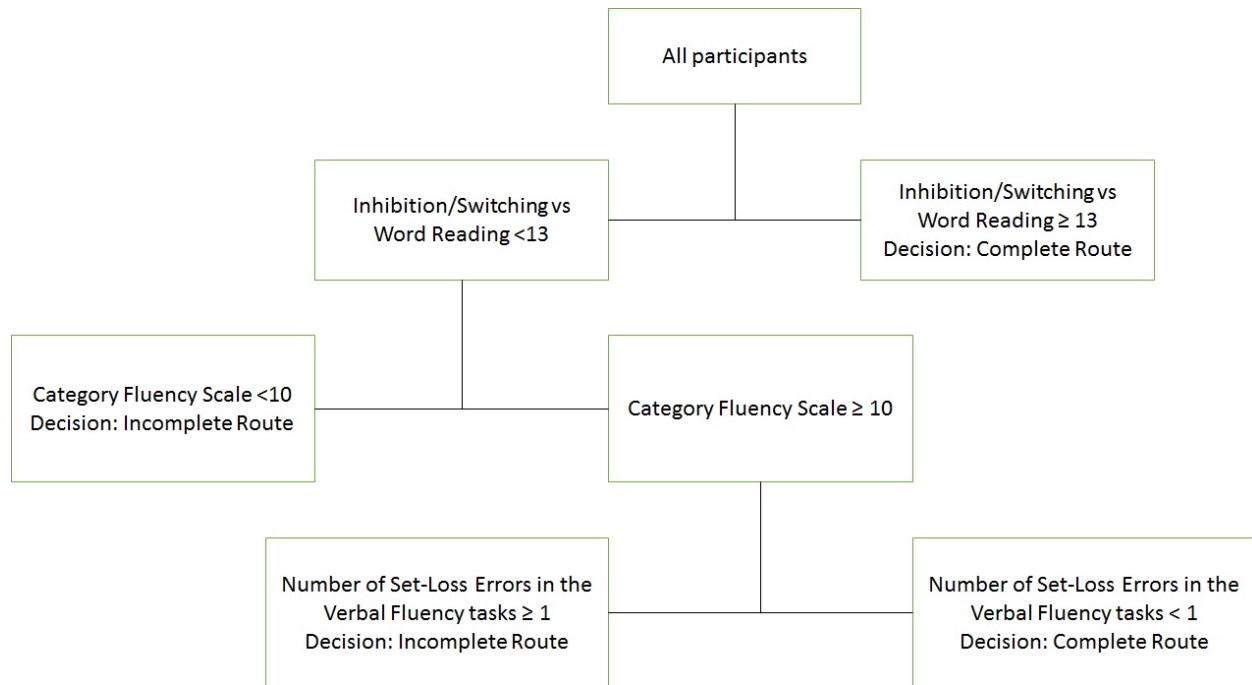 All participants
Inhibition/Switching vs
Word Reading <13
Inhibition/Switching vs
Word Reading ≥ 13
Decision: Complete Route
Category Fluency Scale <10
Decision: Incomplete Route
Category Fluency Scale ≥ 10
Number of Set-Loss Errors in the
Verbal Fluency tasks ≥ 1
Decision: Incomplete Route
Number of Set-Loss Errors in the
Verbal Fluency tasks < 1
Decision: Complete Route